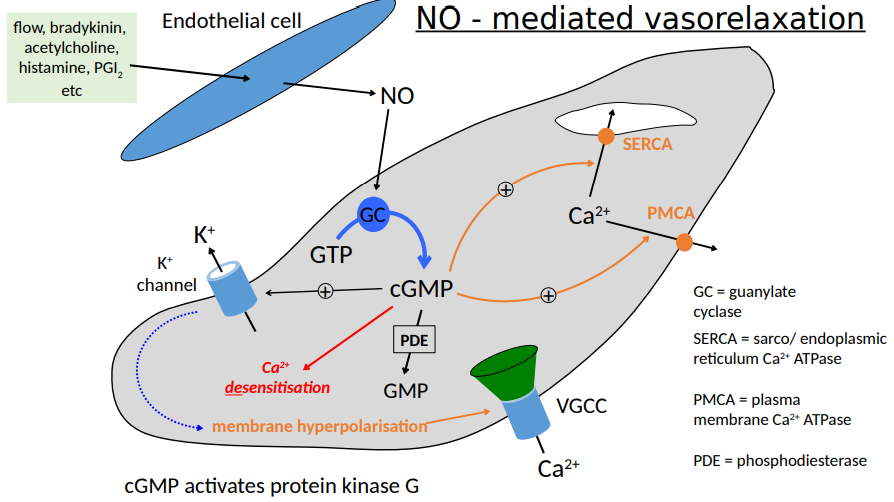 NO - mediated vasorelaxation
Endothelial cell
flow, bradykinin,
acetylcholine,
histamine, PGI₂
etc
NO
SERCA
Ca²⁺
PMCA
GC
GTP
K⁺
K⁺
channel
cGMP
PDE
GMP
Ca²⁺
desensitisation
membrane hyperpolarisation
VGCC
Ca²⁺
GC = guanylate
cyclase
SERCA = sarco/ endoplasmic
reticulum Ca²⁺ ATPase
PMCA = plasma
membrane Ca²⁺ ATPase
PDE = phosphodiesterase
cGMP activates protein kinase G